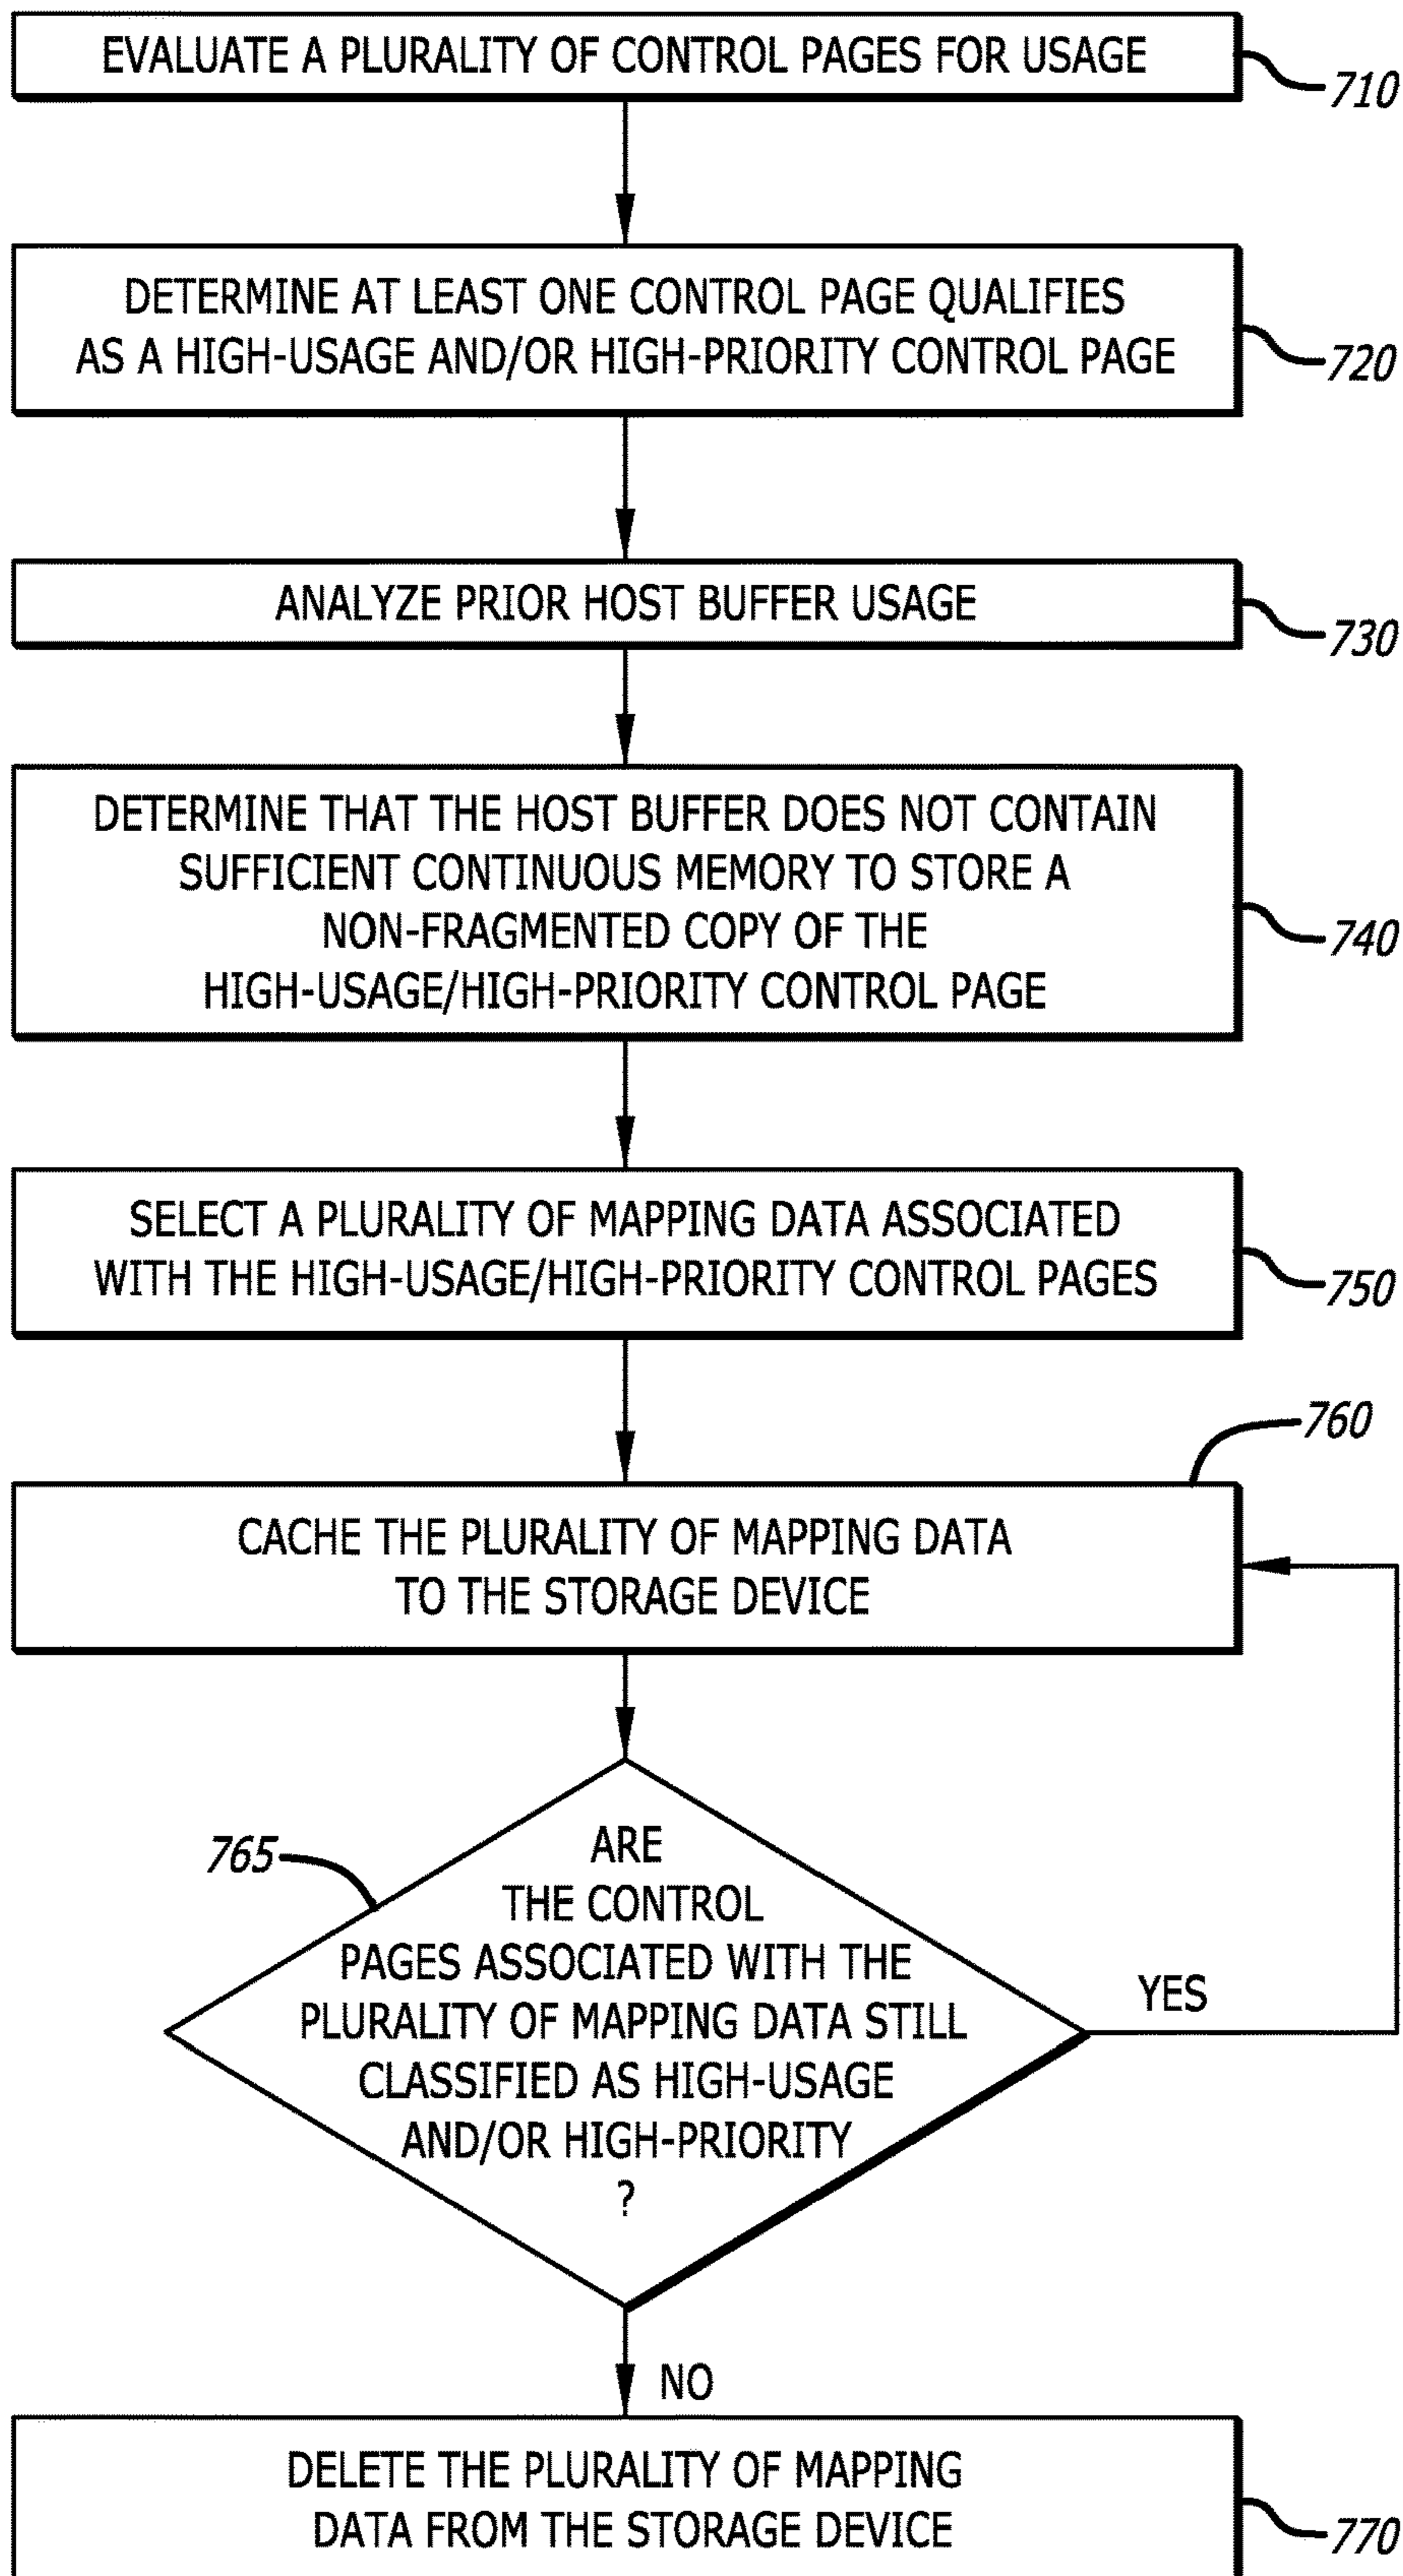 EVALUATE A PLURALITY OF CONTROL PAGES FOR USAGE
710
DETERMINE AT LEAST ONE CONTROL PAGE QUALIFIES
AS A HIGH-USAGE AND/OR HIGH-PRIORITY CONTROL PAGE
720
ANALYZE PRIOR HOST BUFFER USAGE
730
DETERMINE THAT THE HOST BUFFER DOES NOT CONTAIN
SUFFICIENT CONTINUOUS MEMORY TO STORE A
NON-FRAGMENTED COPY OF THE
HIGH-USAGE/HIGH-PRIORITY CONTROL PAGE
740
SELECT A PLURALITY OF MAPPING DATA ASSOCIATED
WITH THE HIGH-USAGE/HIGH-PRIORITY CONTROL PAGES
750
760
CACHE THE PLURALITY OF MAPPING DATA
TO THE STORAGE DEVICE
765
ARE
THE CONTROL
PAGES ASSOCIATED WITH THE
PLURALITY OF MAPPING DATA STILL
CLASSIFIED AS HIGH-USAGE
AND/OR HIGH-PRIORITY
?
YES
NO
DELETE THE PLURALITY OF MAPPING
DATA FROM THE STORAGE DEVICE
770